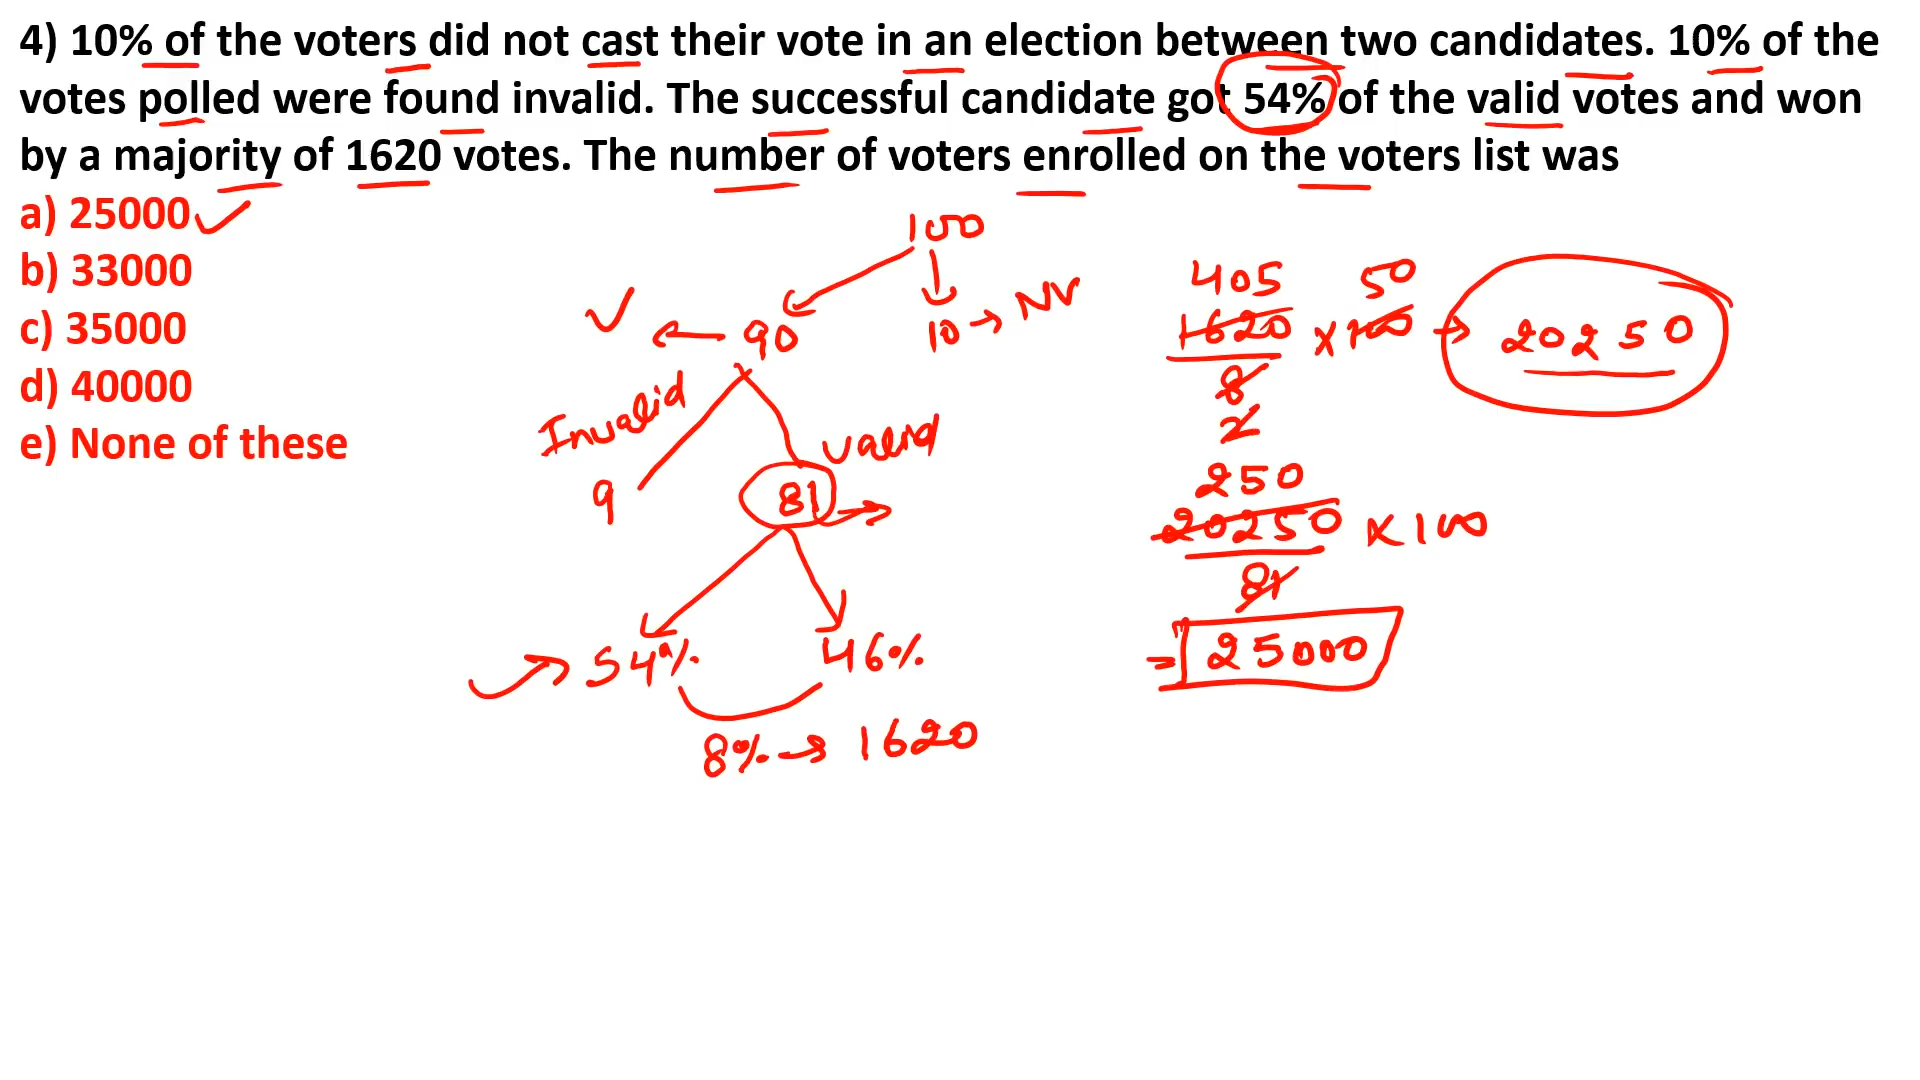 4) 10% of the voters did not cast their vote in an election between two candidates. 10% of the
votes polled were found invalid. The successful candidate got 54% of the valid votes and won
by a majority of 1620 votes. The number of voters enrolled on the voters list was
a) 25000
b) 33000
c) 35000
d) 40000
e) None of these
100
90
10 → NV
Invalid
valid
9
81
54%
46%
8% → 1620
405 50
1620 × 100 → 20250
8
2
250
20250 × 100
81
= 25000